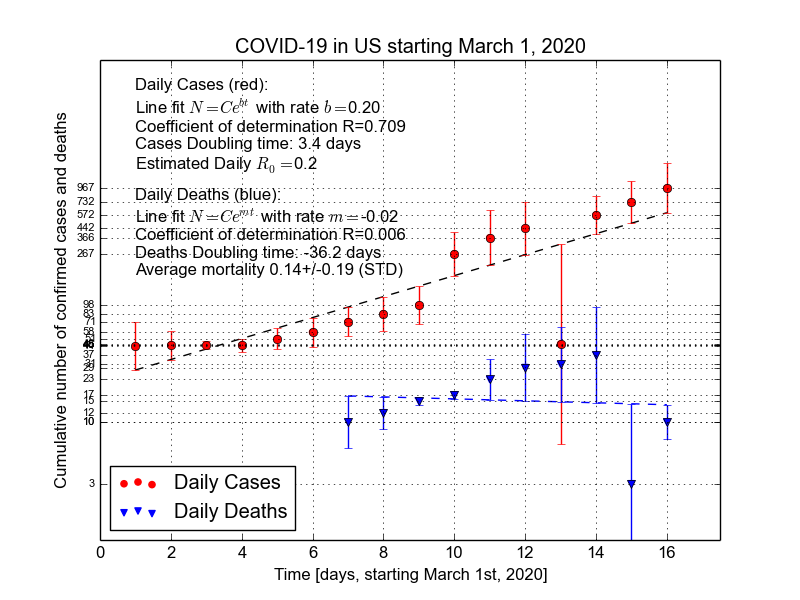 COVID-19 in US starting March 1, 2020
Daily Cases (red):
Line fit N=Ce^{bt} with rate b=0.20
Coefficient of determination R=0.709
Cases Doubling time: 3.4 days
Estimated Daily R_0=0.2
Daily Deaths (blue):
Line fit N=Ce^{mt} with rate m=-0.02
Coefficient of determination R=0.006
Deaths Doubling time: -36.2 days
Average mortality 0.14+/-0.19 (STD)
Cumulative number of confirmed cases and deaths
967
732
572
442
366
267
98
83
71
58
37
23
17
15
12
10
3
Daily Cases
Daily Deaths
0 2 4 6 8 10 12 14 16
Time [days, starting March 1st, 2020]